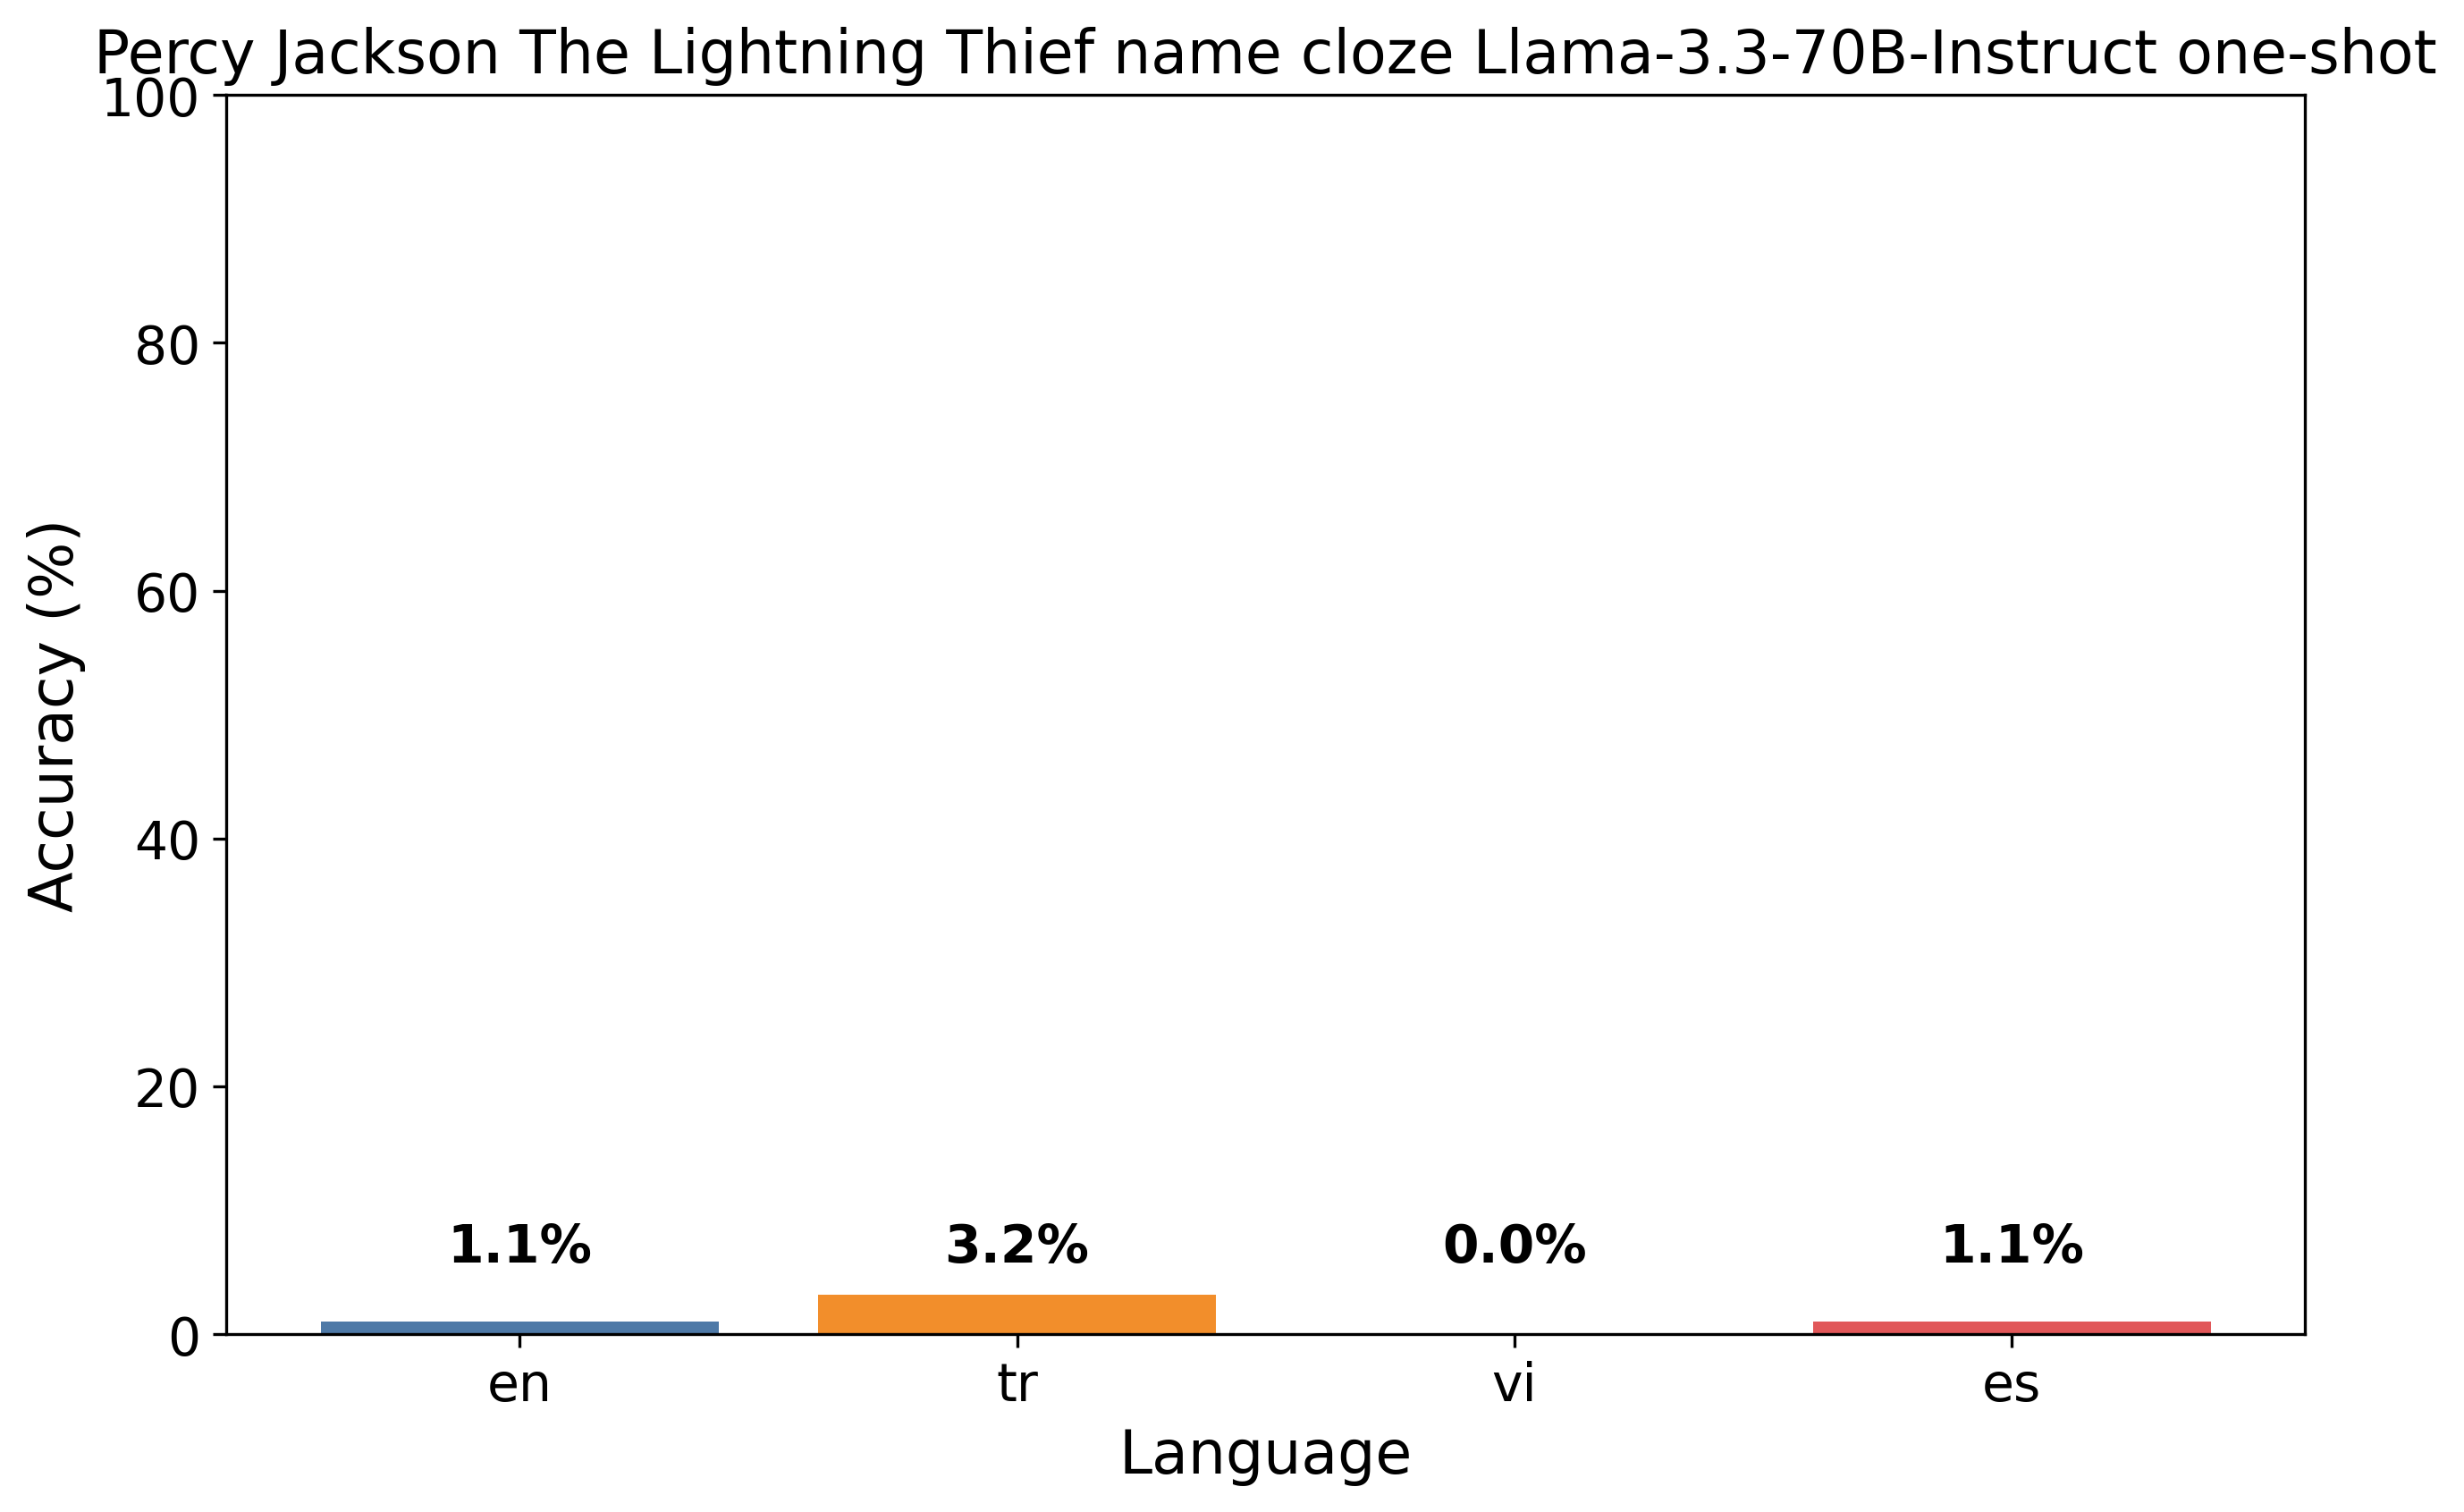 Percy Jackson The Lightning Thief name cloze Llama-3.3-70B-Instruct one-shot
100
80
60
40
20
0
Accuracy (%)
1.1%
3.2%
0.0%
1.1%
en
tr
vi
es
Language